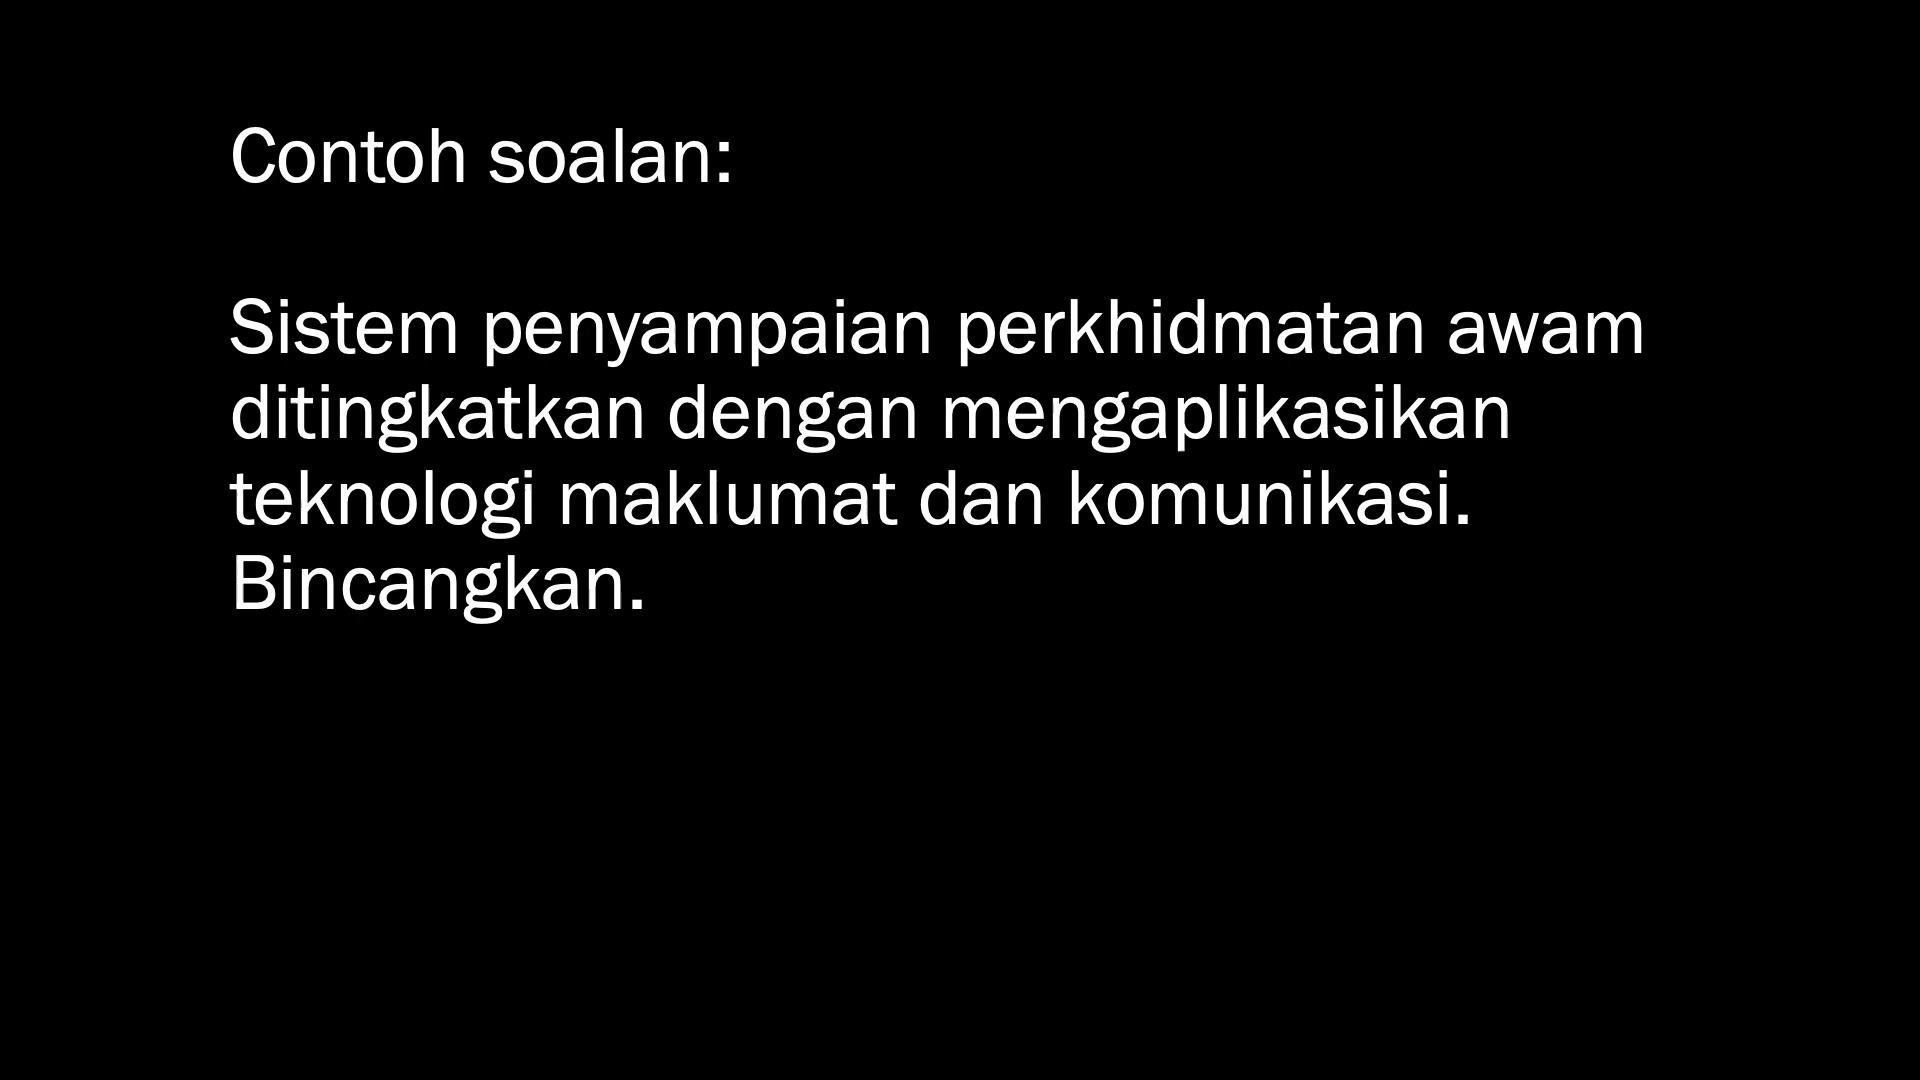 Contoh soalan:
Sistem penyampaian perkhidmatan awam
ditingkatkan dengan mengaplikasikan
teknologi maklumat dan komunikasi.
Bincangkan.